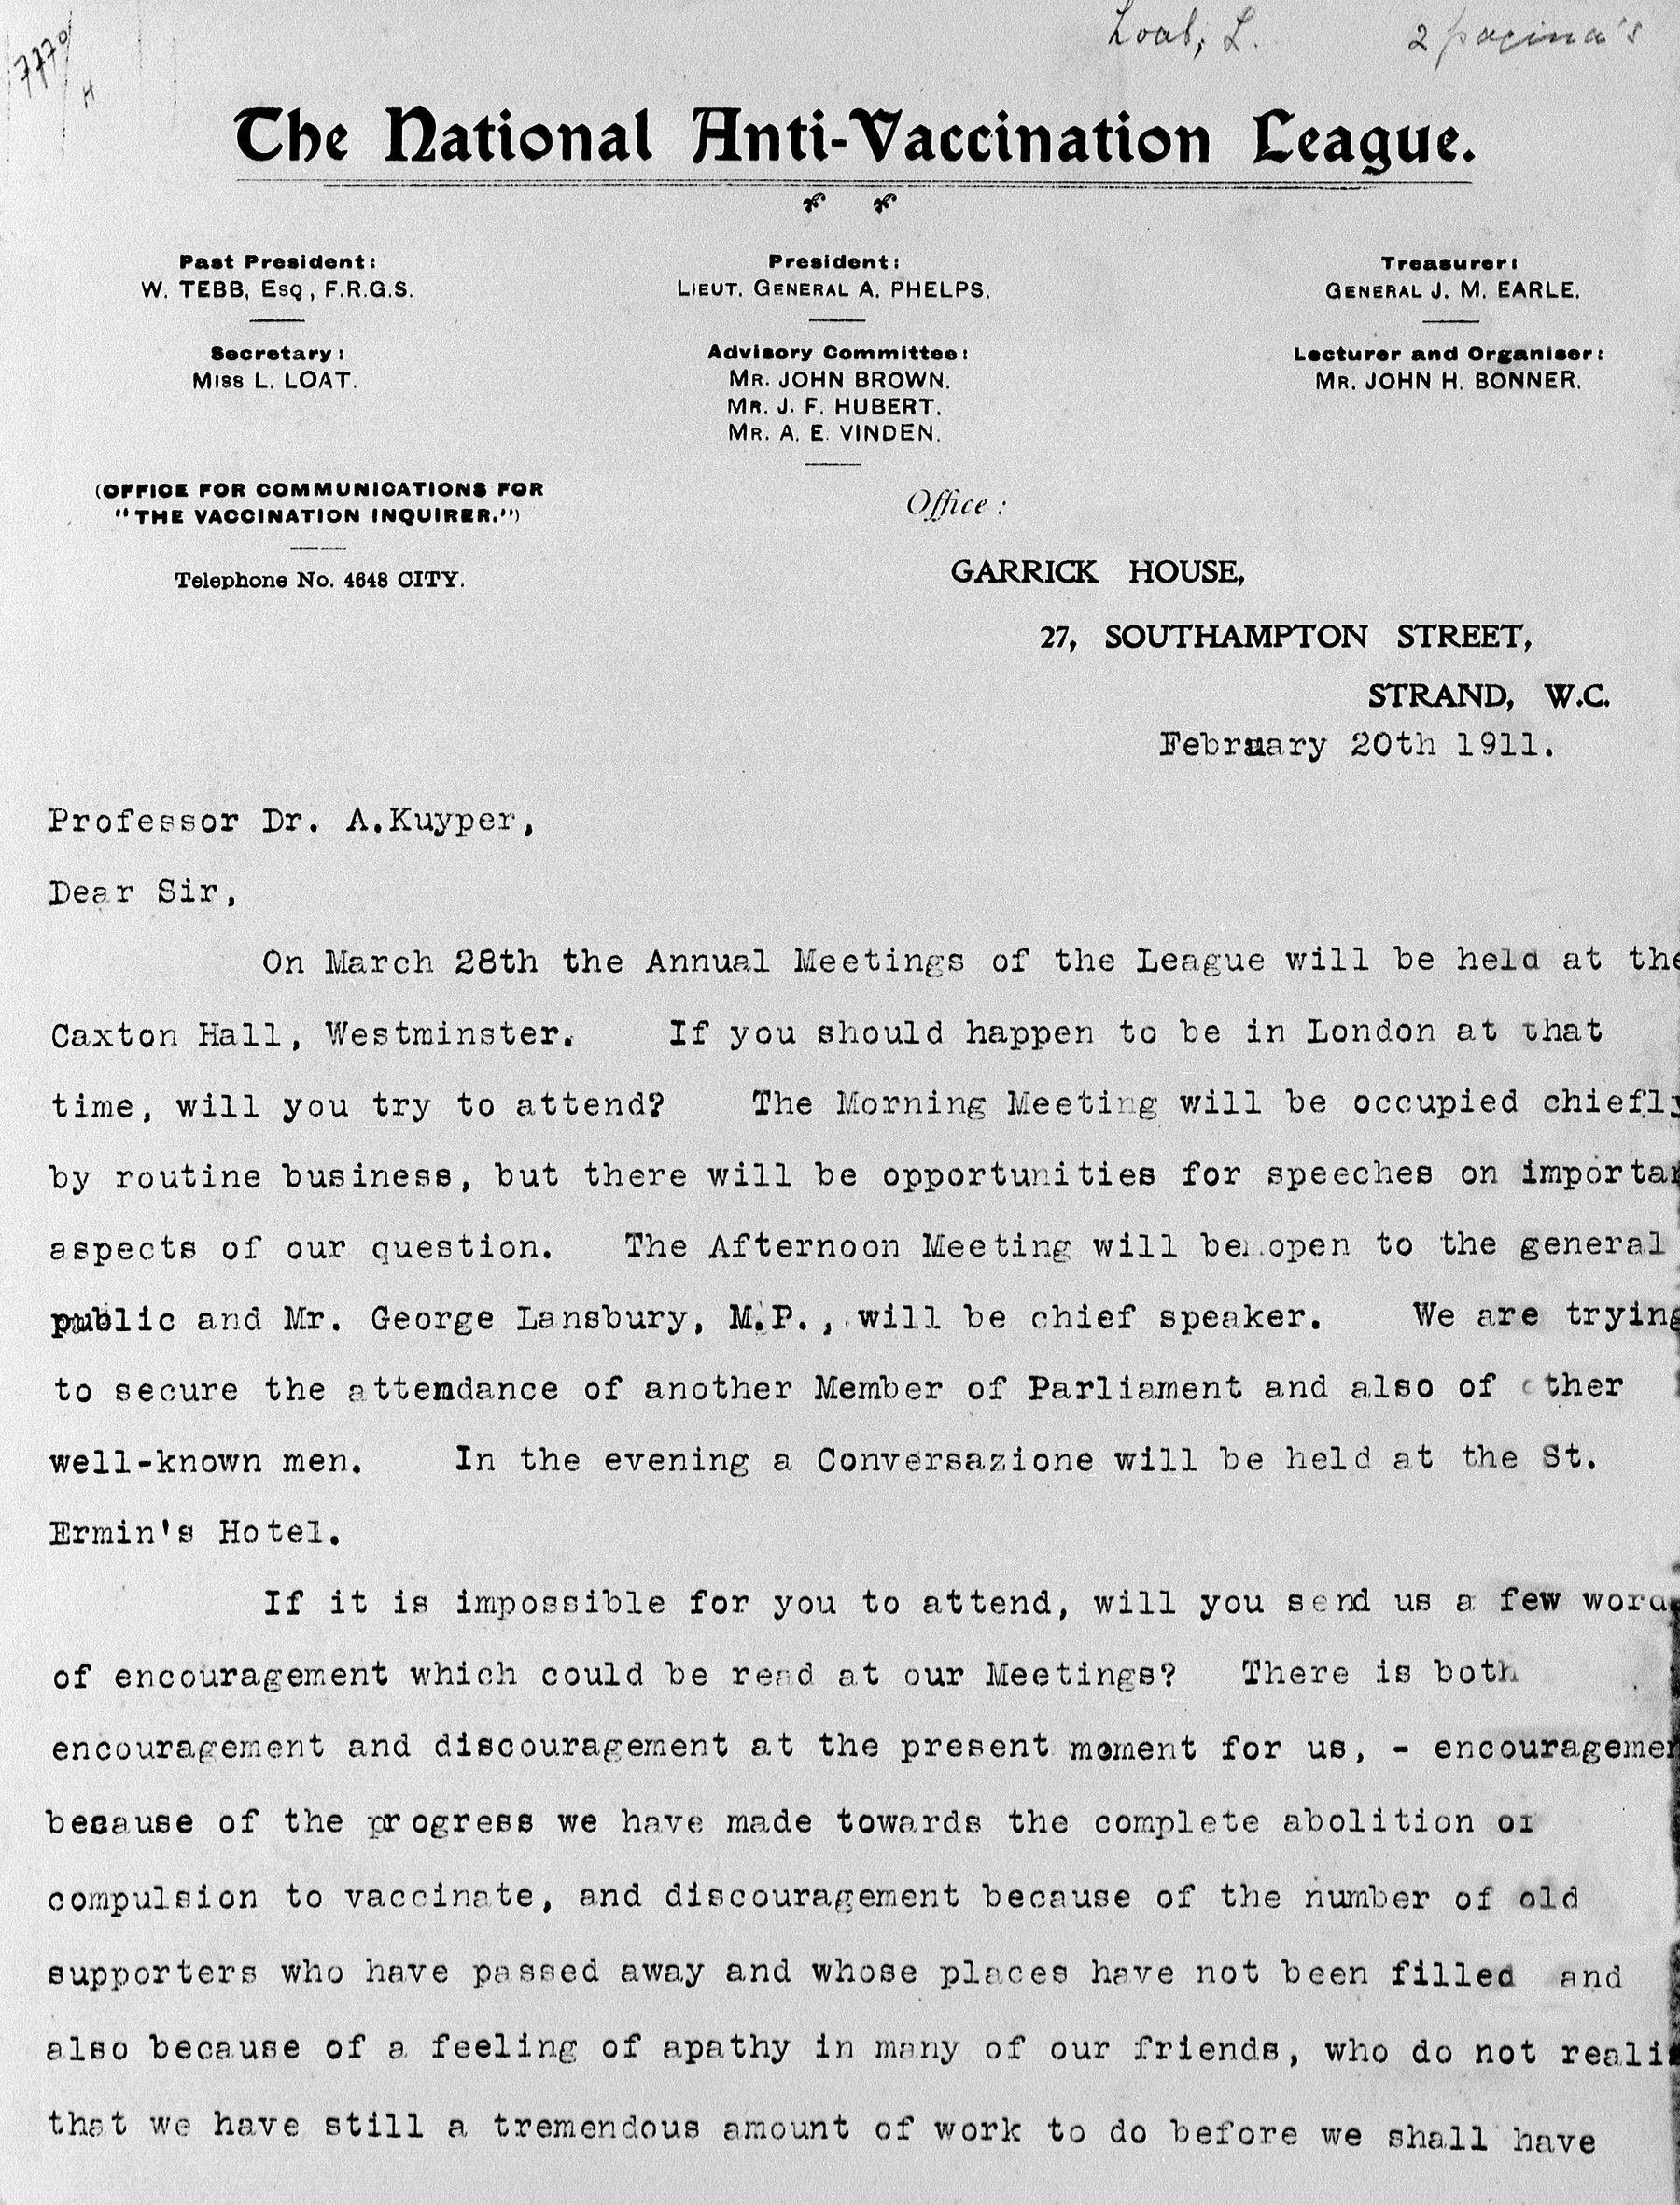 7770
H
Loat, L. 2 pagina's
The National Anti-Vaccination League.
Past President:
W. TEBB, Esq, F.R.G.S.
President:
Lieut. General A. PHELPS.
Treasurer:
General J. M. EARLE.
Secretary:
Miss L. LOAT.
Advisory Committee:
Mr. JOHN BROWN.
Mr. J. F. HUBERT.
Mr. A. E. VINDEN.
Lecturer and Organiser:
Mr. JOHN H. BONNER.
(OFFICE FOR COMMUNICATIONS FOR
"THE VACCINATION INQUIRER.")
Telephone No. 4648 CITY.
Office:
GARRICK HOUSE,
27, SOUTHAMPTON STREET,
STRAND, W.C.
February 20th 1911.
Professor Dr. A.Kuyper,
Dear Sir,
On March 28th the Annual Meetings of the League will be held at the
Caxton Hall, Westminster. If you should happen to be in London at that
time, will you try to attend? The Morning Meeting will be occupied chiefly
by routine business, but there will be opportunities for speeches on importan
aspects of our question. The Afternoon Meeting will be open to the general
public and Mr. George Lansbury, M.P., will be chief speaker. We are trying
to secure the attendance of another Member of Parliament and also of other
well-known men. In the evening a Conversazione will be held at the St.
Ermin's Hotel.
If it is impossible for you to attend, will you send us a few word
of encouragement which could be read at our Meetings? There is both
encouragement and discouragement at the present moment for us, - encouragemen
because of the progress we have made towards the complete abolition of
compulsion to vaccinate, and discouragement because of the number of old
supporters who have passed away and whose places have not been filled and
also because of a feeling of apathy in many of our friends, who do not realis
that we have still a tremendous amount of work to do before we shall have